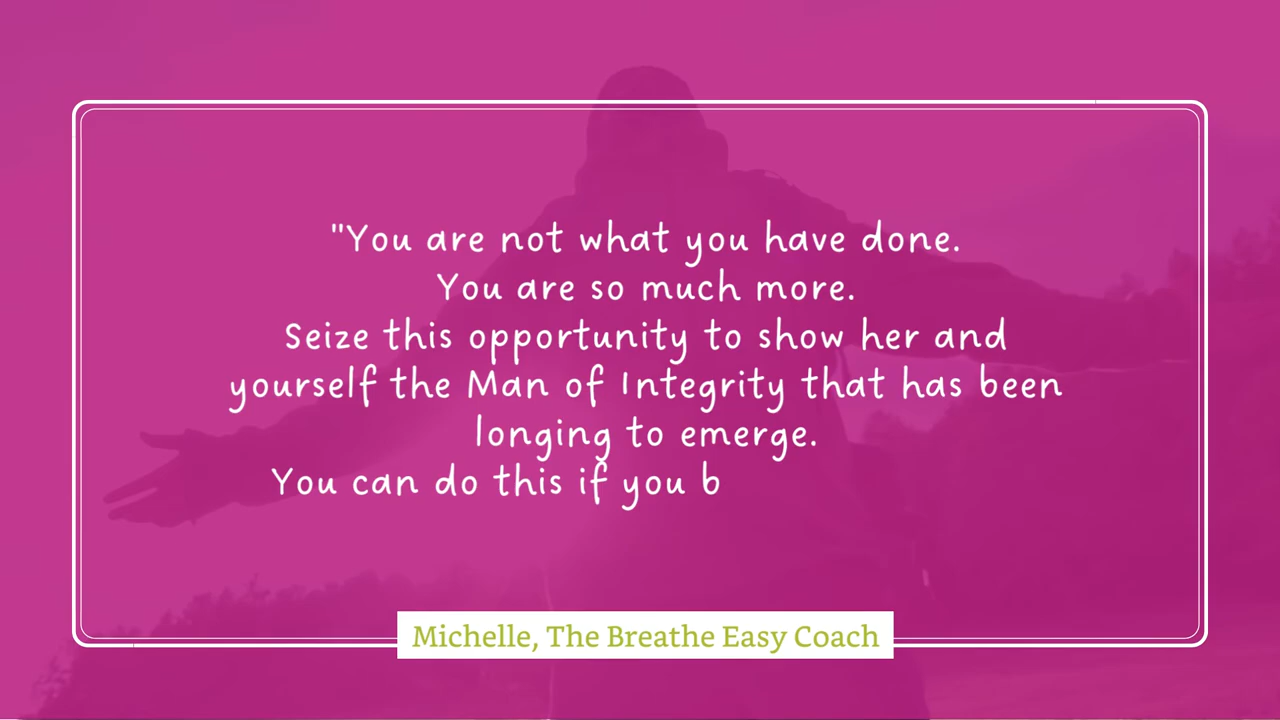 "You are not what you have done.
You are so much more.
Seize this opportunity to show her and
yourself the Man of Integrity that has been
longing to emerge.
You can do this if you b
Michelle, The Breathe Easy Coach